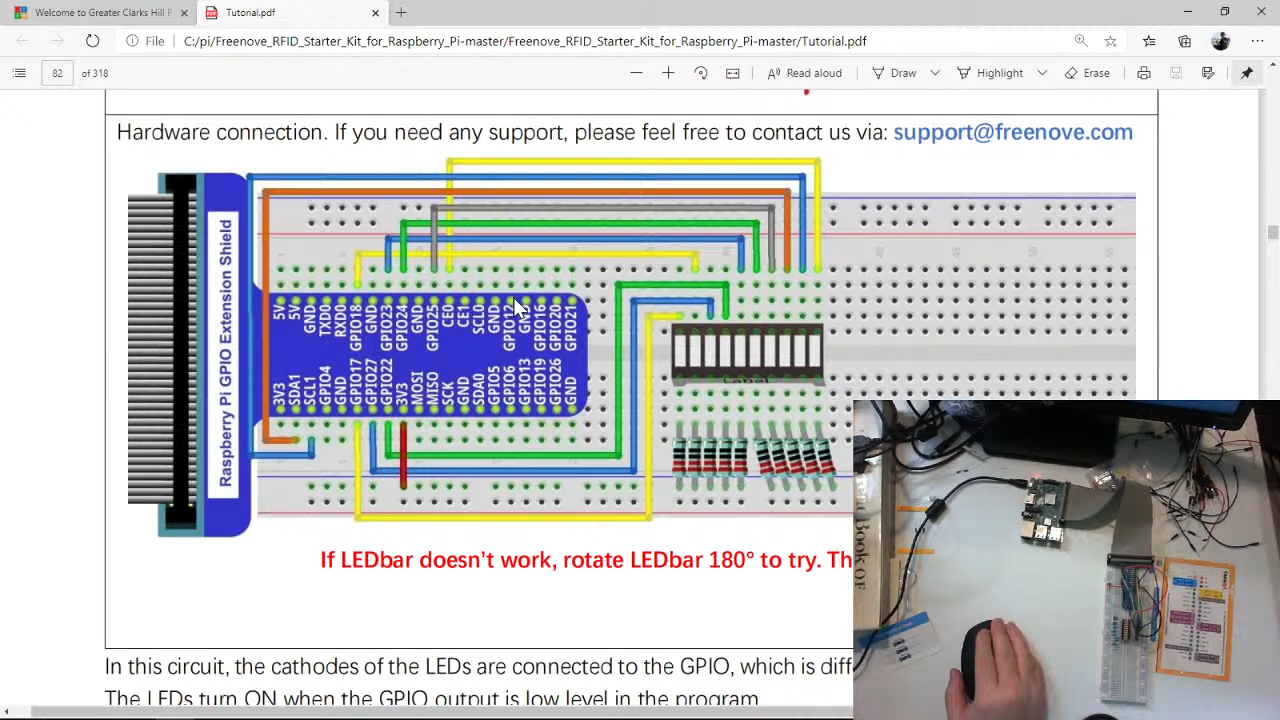 Welcome to Greater Clarks Hill
Tutorial.pdf
File
C:/pi/Freenove_RFID_Starter_Kit_for_Raspberry_Pi-master/Freenove_RFID_Starter_Kit_for_Raspberry_Pi-master/Tutorial.pdf
82 of 318
Read aloud
Draw
Highlight
Erase
Hardware connection. If you need any support, please feel free to contact us via: support@freenove.com
Raspberry Pi GPIO Extension Shield
5V 5V GND TXD0 RXD0 GPIO18 GND GPIO23 GPIO24 GND GPIO25 CE0 CE1 SCL0 GND GPIO12 GND GPIO16 GPIO20 GPIO21
3V3 SDA1 SCL1 GPIO4 GND GPIO17 GPIO27 GPIO22 3V3 MOSI MISO SCK GND SDA0 GPIO5 GPIO6 GPIO13 GPIO19 GPIO26 GND
Label
If LEDbar doesn't work, rotate LEDbar 180° to try. Th
In this circuit, the cathodes of the LEDs are connected to the GPIO, which is diff
The LEDs turn ON when the GPIO output is low level in the program